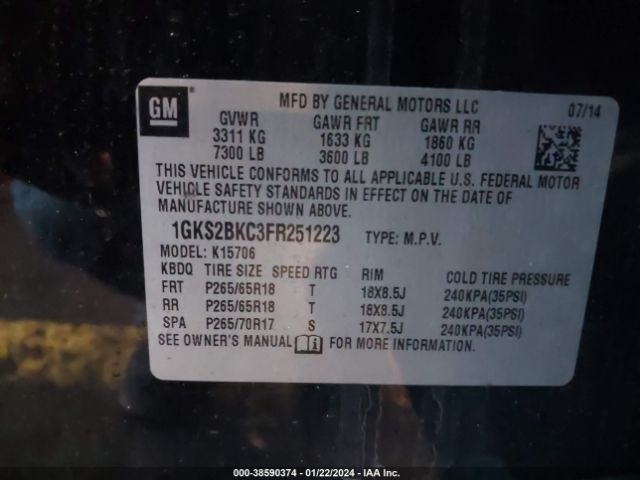 GM
MFD BY GENERAL MOTORS LLC 07/14
GVWR GAWR FRT GAWR RR
3311 KG 1633 KG 1860 KG
7300 LB 3600 LB 4100 LB
THIS VEHICLE CONFORMS TO ALL APPLICABLE U.S. FEDERAL MOTOR
VEHICLE SAFETY STANDARDS IN EFFECT ON THE DATE OF
MANUFACTURE SHOWN ABOVE.
1GKS2BKC3FR251223 TYPE: M.P.V.
MODEL: K15706
KBDQ TIRE SIZE SPEED RTG RIM COLD TIRE PRESSURE
FRT P265/65R18 T 18X8.5J 240KPA(35PSI)
RR P265/65R18 T 18X8.5J 240KPA(35PSI)
SPA P265/70R17 S 17X7.5J 240KPA(35PSI)
SEE OWNER'S MANUAL FOR MORE INFORMATION.
000-38590374 - 01/22/2024 - IAA Inc.